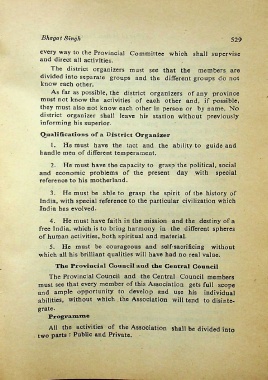 Bhagat Singh 529
every way to the Provincial Committee which shall supervise
and direct all activities.
The district organizers must see that the members are
divided into separate groups and the different groups do not
know each other.
As far as possible, the district organizers of any province
must not know the activities of each other and, if possible,
they must also not know each other in person or by name. No
district organizer shall leave his station without previously
informing his superior.
Qualifications of a District Organizer
1. He must have the tact and the ability to guide and
handle men of different temperament.
2. He must have the capacity to grasp the political, social
and economic problems of the present day with special
reference to his motherland.
3. He must be able to grasp the spirit of the history of
India, with special reference to the particular civilization which
India has evolved.
4. He must have faith in the mission and the destiny of a
free India, which is to bring harmony in the different spheres
of human activities, both spiritual and material.
5. He must be courageous and self-sacrificing without
which all his brilliant qualities will have had no real value.
The Provincial Council and the Central Council
The Provincial Council and the Central Council members
must see that every member of this Association gets full scope
and ample opportunity to develop and use his individual
abilities, without which the Association will tend to disinte-
grate.
Programme
All the activities of the Association shall be divided into
two parts : Public and Private.